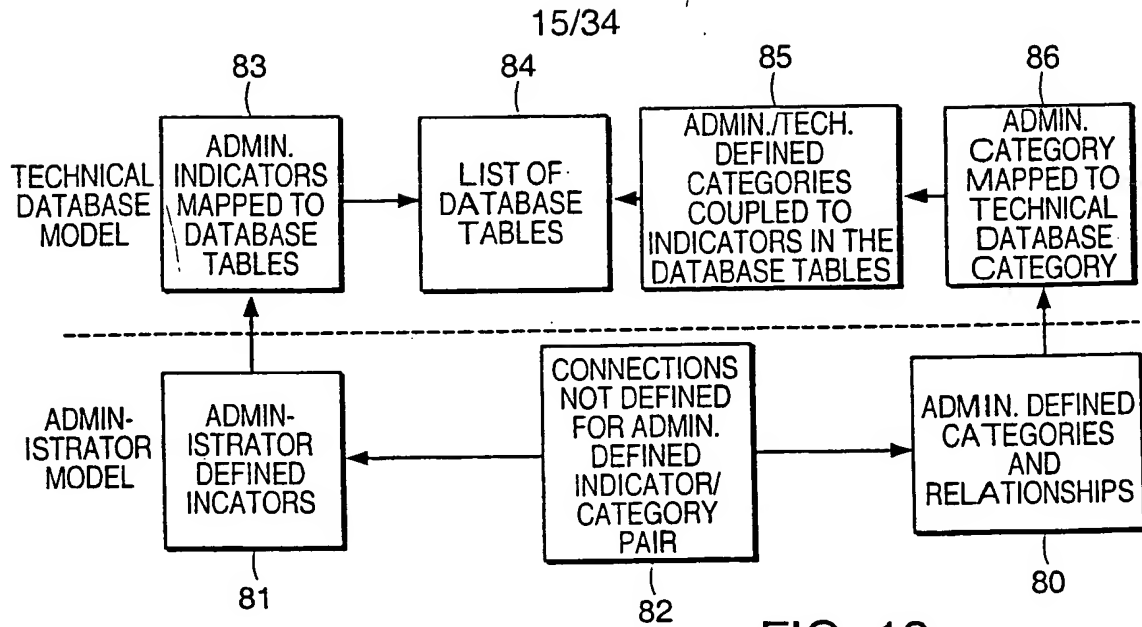 15/34
83
84
85
86
TECHNICAL
DATABASE
MODEL
ADMIN.
INDICATORS
MAPPED TO
DATABASE
TABLES
LIST OF
DATABASE
TABLES
ADMIN./TECH.
DEFINED
CATEGORIES
COUPLED TO
INDICATORS IN THE
DATABASE TABLES
ADMIN.
CATEGORY
MAPPED TO
TECHNICAL
DATABASE
CATEGORY
ADMIN-
ISTRATOR
MODEL
ADMIN-
ISTRATOR
DEFINED
INCATORS
CONNECTIONS
NOT DEFINED
FOR ADMIN.
DEFINED
INDICATOR/
CATEGORY
PAIR
ADMIN. DEFINED
CATEGORIES
AND
RELATIONSHIPS
81
82
80